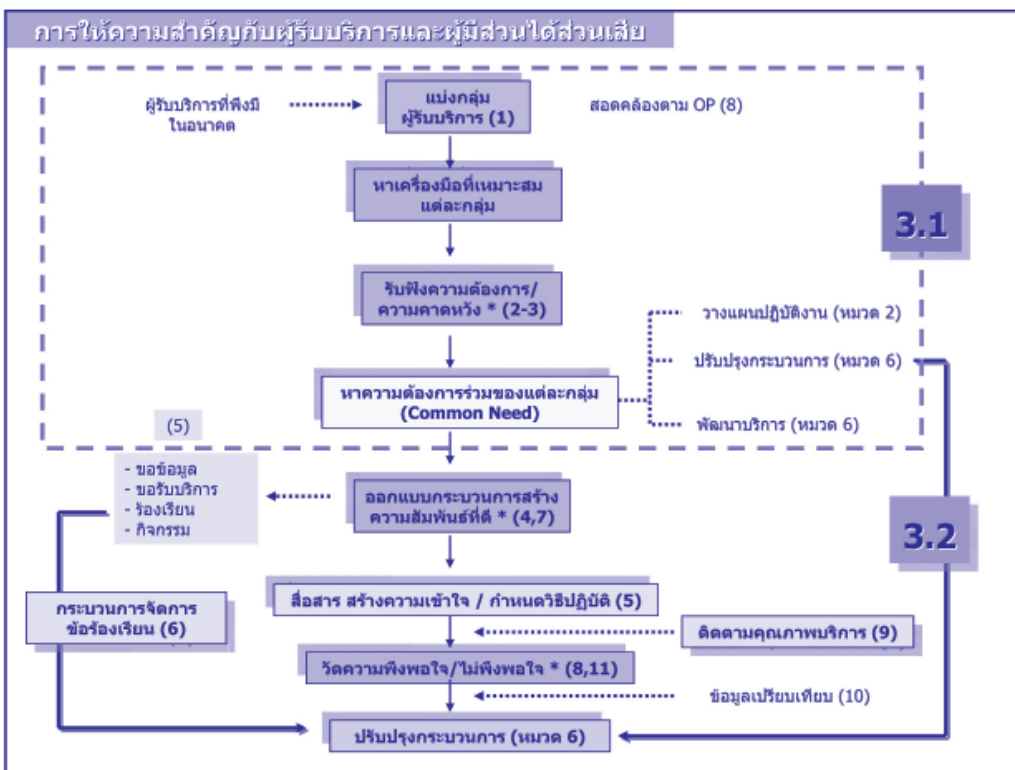 การให้ความสำคัญกับผู้รับบริการและผู้มีส่วนได้ส่วนเสีย
ผู้รับบริการที่พึงมี
ในอนาคต
แบ่งกลุ่ม
ผู้รับบริการ (1)
สอดคล้องตาม OP (8)
หาเครื่องมือที่เหมาะสม
แต่ละกลุ่ม
3.1
รับฟังความต้องการ/
ความคาดหวัง * (2-3)
วางแผนปฏิบัติงาน (หมวด 2)
ปรับปรุงกระบวนการ (หมวด 6)
หาความต้องการร่วมของแต่ละกลุ่ม
(Common Need)
พัฒนาบริการ (หมวด 6)
(5)
- ขอข้อมูล
- ขอรับบริการ
- ร้องเรียน
- กิจกรรม
ออกแบบกระบวนการสร้าง
ความสัมพันธ์ที่ดี * (4,7)
3.2
สื่อสาร สร้างความเข้าใจ / กำหนดวิธีปฏิบัติ (5)
กระบวนการจัดการ
ข้อร้องเรียน (6)
ติดตามคุณภาพบริการ (9)
วัดความพึงพอใจ/ไม่พึงพอใจ * (8,11)
ข้อมูลเปรียบเทียบ (10)
ปรับปรุงกระบวนการ (หมวด 6)